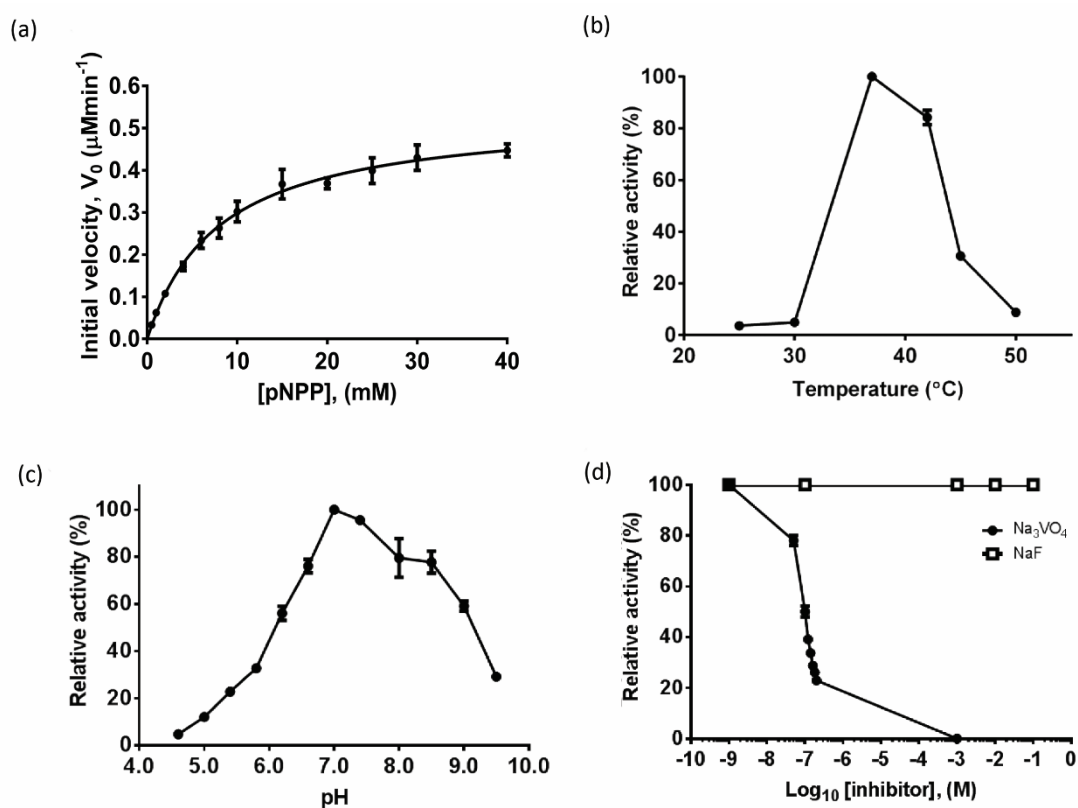 (a)
Initial velocity, V₀ (µMmin⁻¹)
0.6
0.5
0.4
0.3
0.2
0.1
0.0
0 10 20 30 40
[pNPP], (mM)
(b)
Relative activity (%)
100
80
60
40
20
0
20 30 40 50
Temperature (°C)
(c)
Relative activity (%)
100
80
60
40
20
0
4.0 5.0 6.0 7.0 8.0 9.0 10.0
pH
(d)
Relative activity (%)
100
80
60
40
20
0
Na₃VO₄
NaF
-10 -9 -8 -7 -6 -5 -4 -3 -2 -1 0
Log₁₀ [inhibitor], (M)